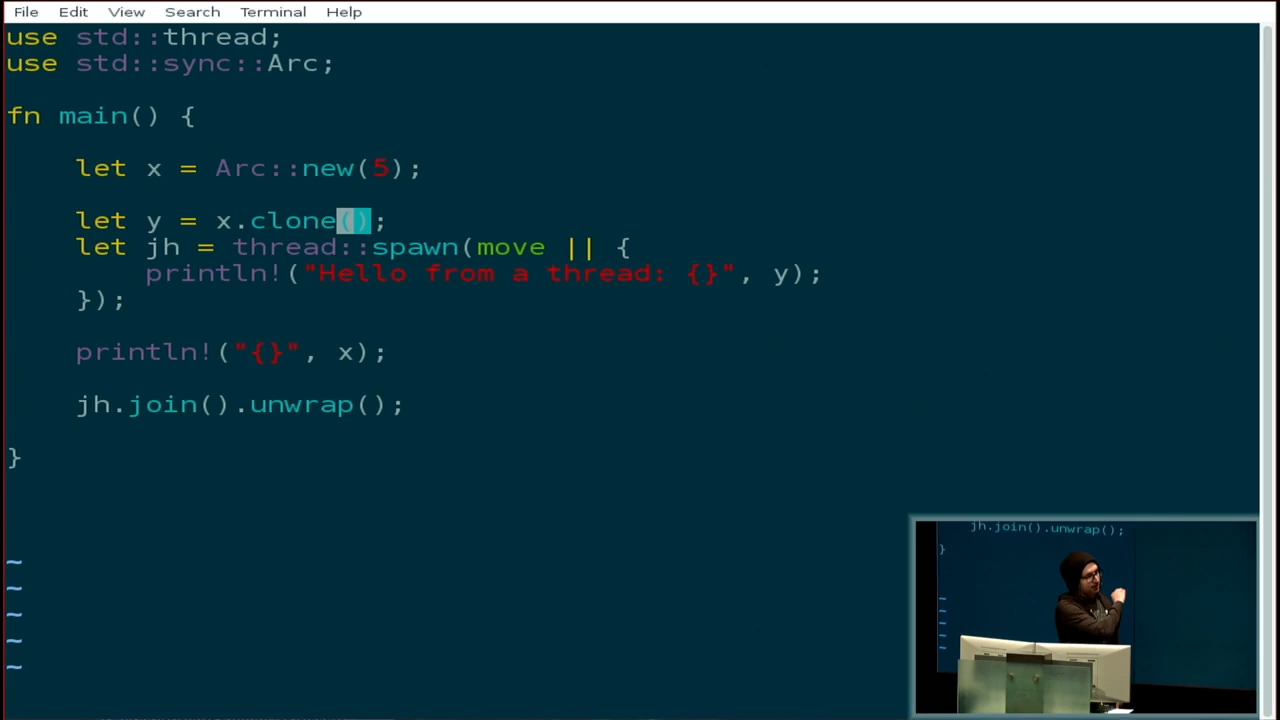 File Edit View Search Terminal Help
use std::thread;
use std::sync::Arc;
fn main() {
let x = Arc::new(5);
let y = x.clone();
let jh = thread::spawn(move || {
println!("Hello from a thread: {}", y);
});
println!("{}", x);
jh.join().unwrap();
}
~
~
~
~
~
jh.join().unwrap();
}
~
~
~
~